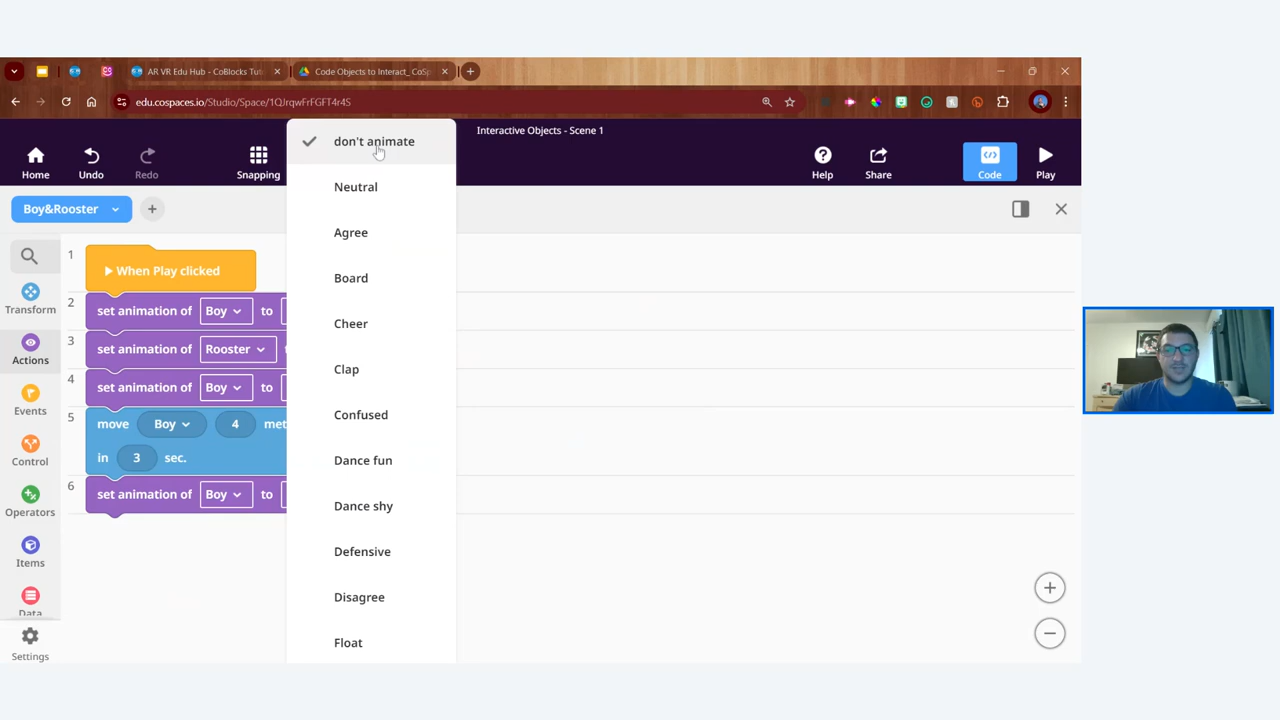 AR VR Edu Hub - CoBlocks Tut
Code Objects to Interact_ CoSp
edu.cospaces.io/Studio/Space/1QJrqwFrFGFT4r4S
Interactive Objects - Scene 1
Home
Undo
Redo
Snapping
Help
Share
Code
Play
Boy&Rooster
don't animate
Neutral
Agree
Board
Cheer
Clap
Confused
Dance fun
Dance shy
Defensive
Disagree
Float
Transform
Actions
Events
Control
Operators
Items
Data
Settings
1 When Play clicked
2 set animation of Boy to
3 set animation of Rooster
4 set animation of Boy to
5 move Boy 4 met
in 3 sec.
6 set animation of Boy to